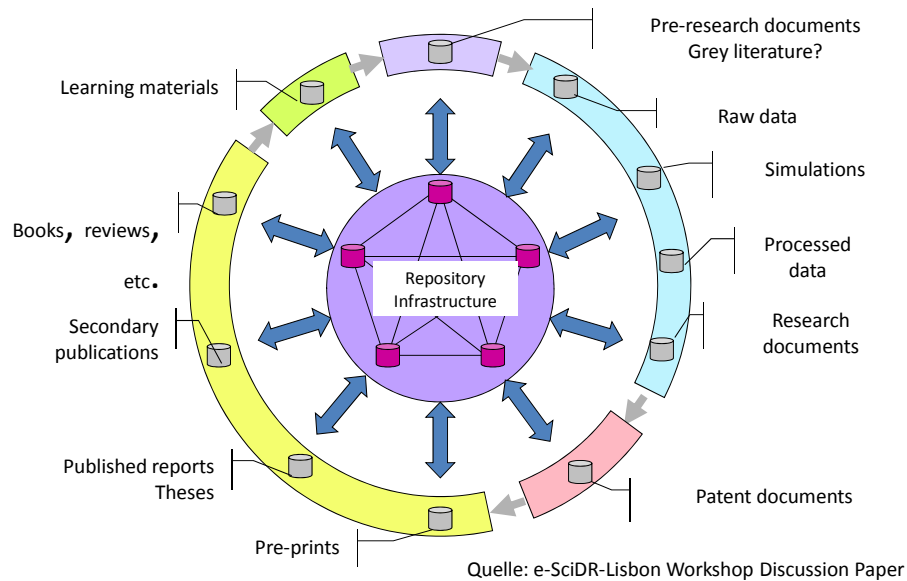 Pre-research documents
Grey literature?
Learning materials
Raw data
Simulations
Books, reviews,
etc.
Processed
data
Repository
Infrastructure
Secondary
publications
Research
documents
Published reports
Theses
Patent documents
Pre-prints
Quelle: e-SciDR-Lisbon Workshop Discussion Paper